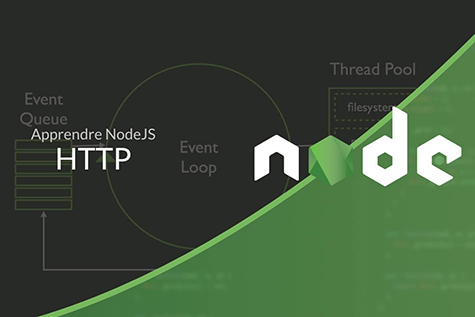 Thread Pool
Event
Queue
filesystem
Apprendre NodeJS
HTTP
Event
Loop
node